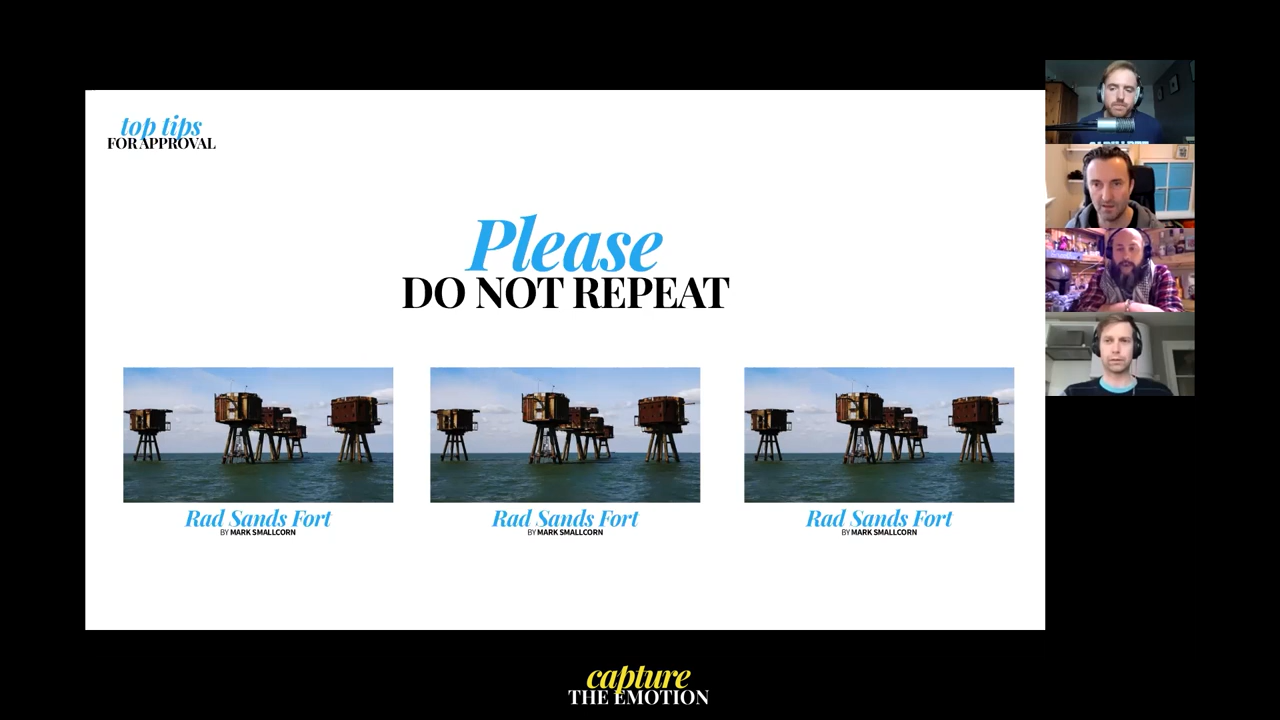 top tips
FOR APPROVAL
Please
DO NOT REPEAT
Rad Sands Fort
BY MARK SMALLCORN
Rad Sands Fort
BY MARK SMALLCORN
Rad Sands Fort
BY MARK SMALLCORN
capture
THE EMOTION